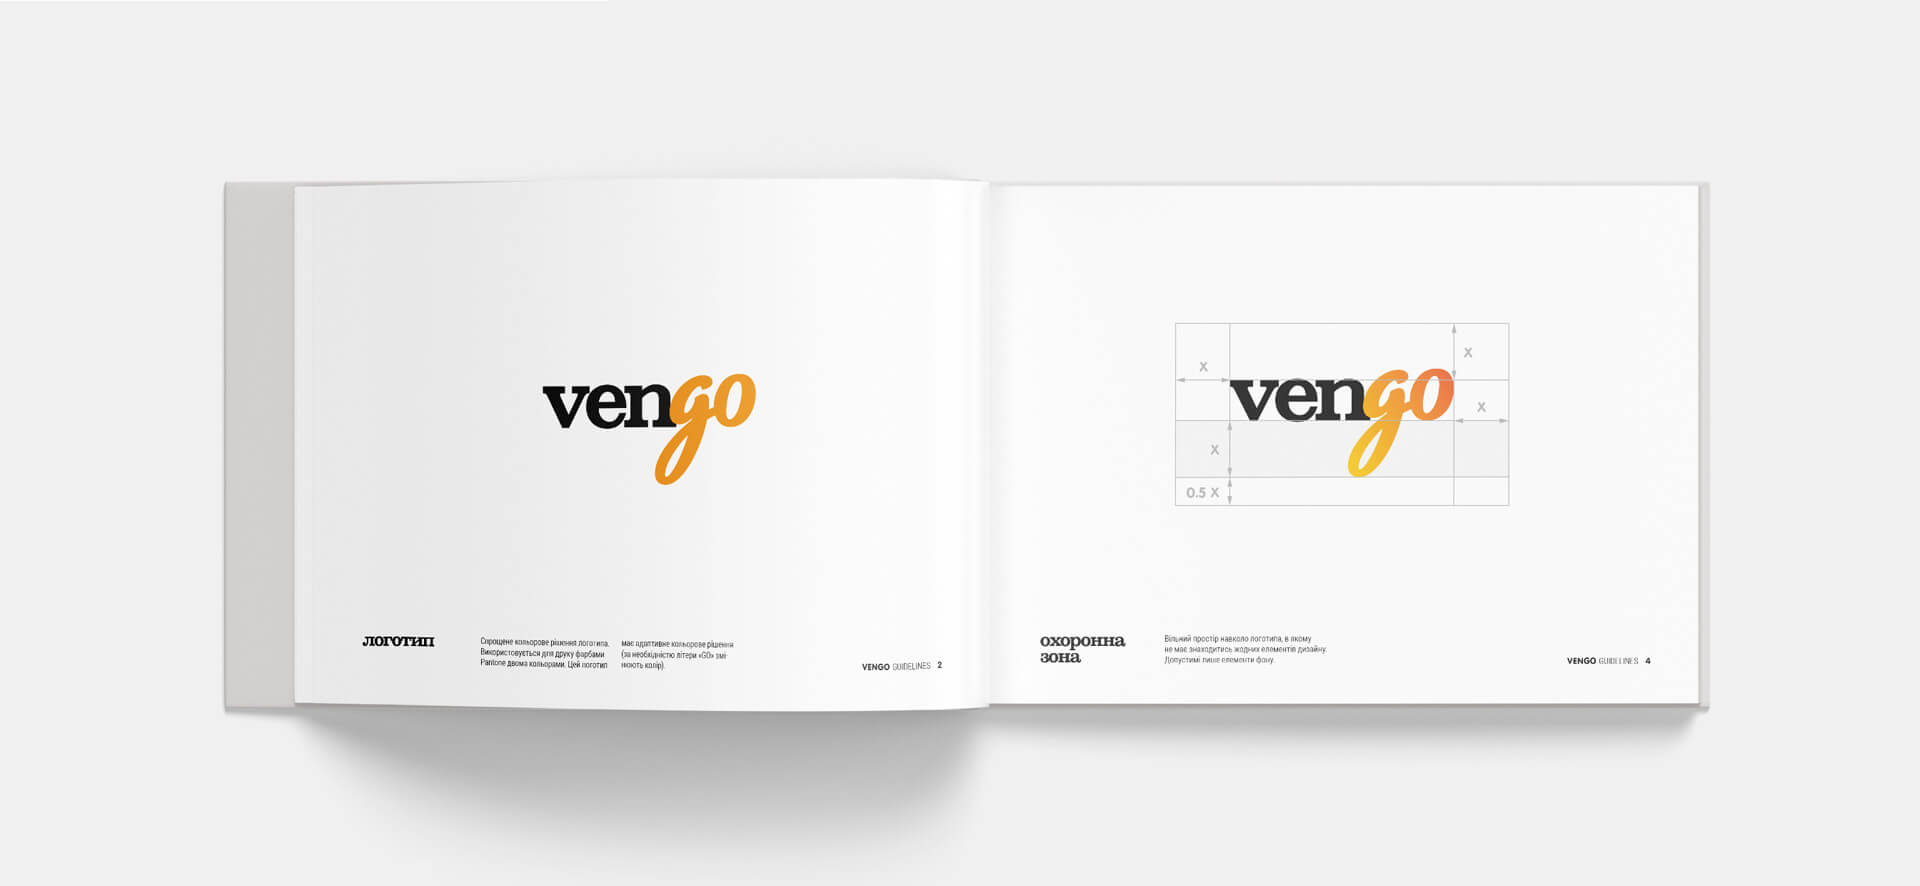 vengo
логотип
Спрощене кольорове рішення логотипа.
Використовується для друку фарбами
Pantone двома кольорами. Цей логотип
має адаптивне кольорове рішення
(за необхідністю літери «GO» змі-
нюють колір).
VENGO GUIDELINES 2
X
X
vengo
X
X
0.5 X
охоронна
зона
Вільний простір навколо логотипа, в якому
не має знаходитись жодних елементів дизайну.
Допустимі лише елементи фону.
VENGO GUIDELINES 4